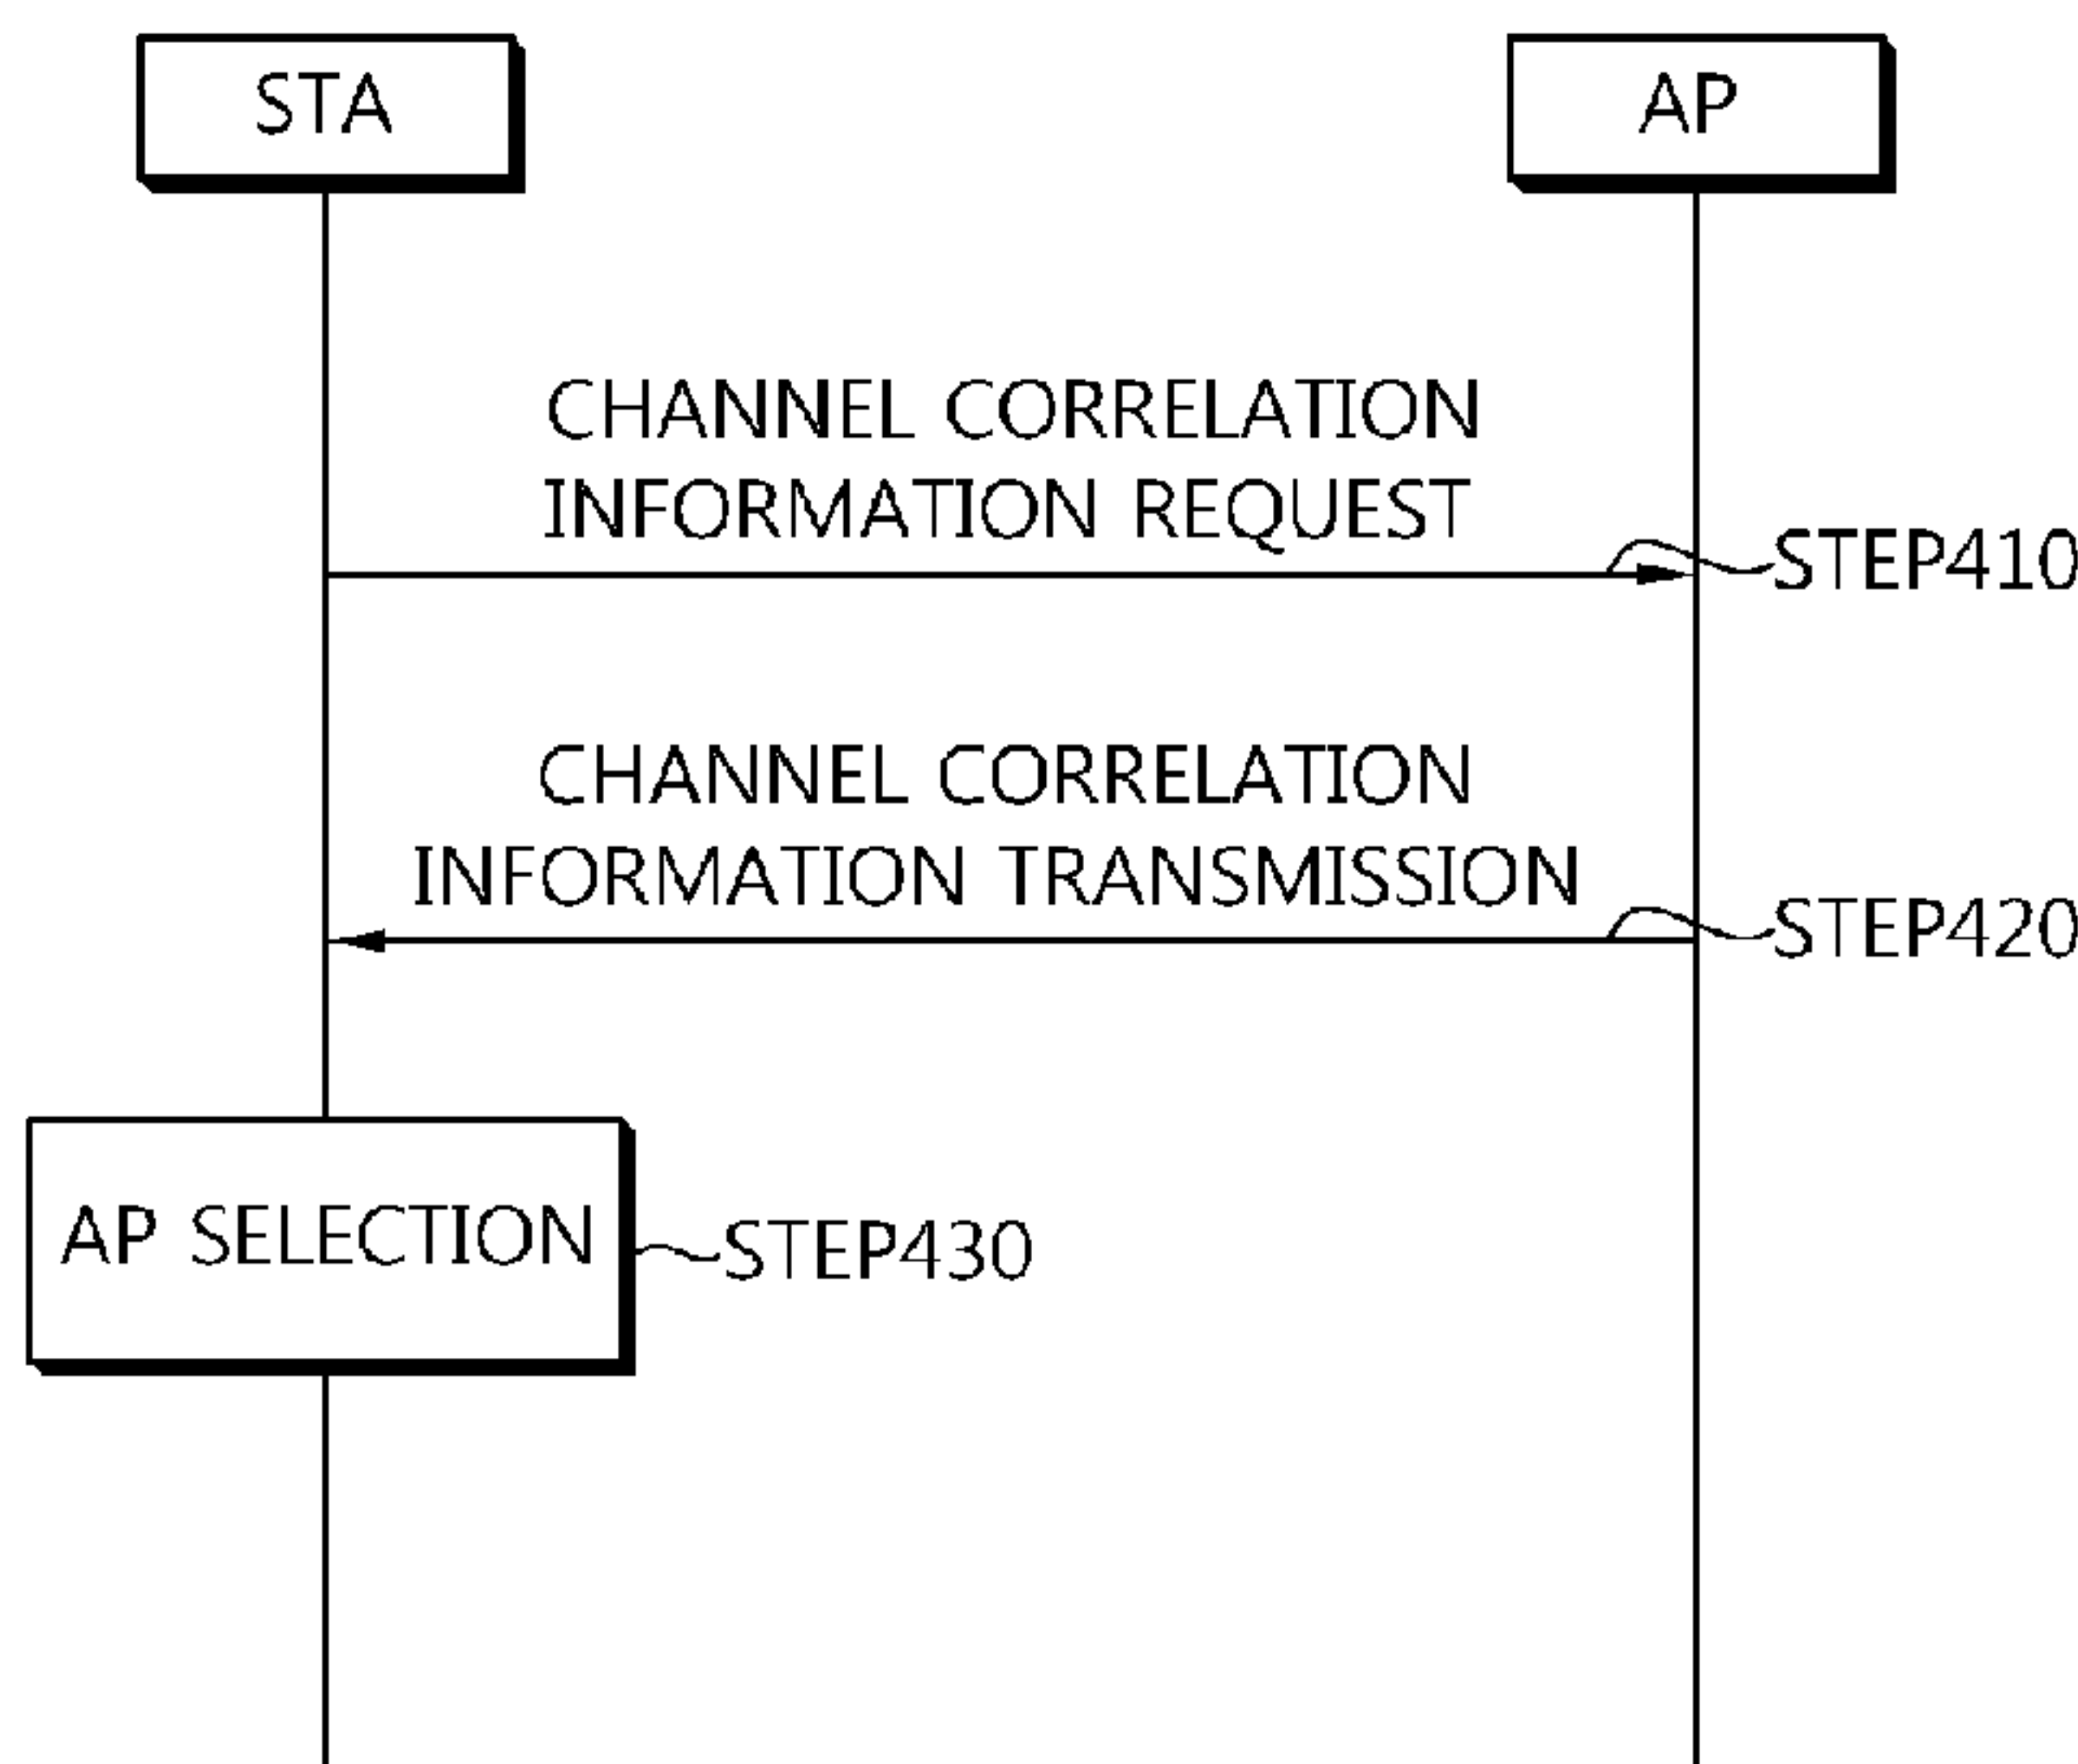 STA
AP
CHANNEL CORRELATION
INFORMATION REQUEST
STEP410
CHANNEL CORRELATION
INFORMATION TRANSMISSION
STEP420
AP SELECTION
STEP430